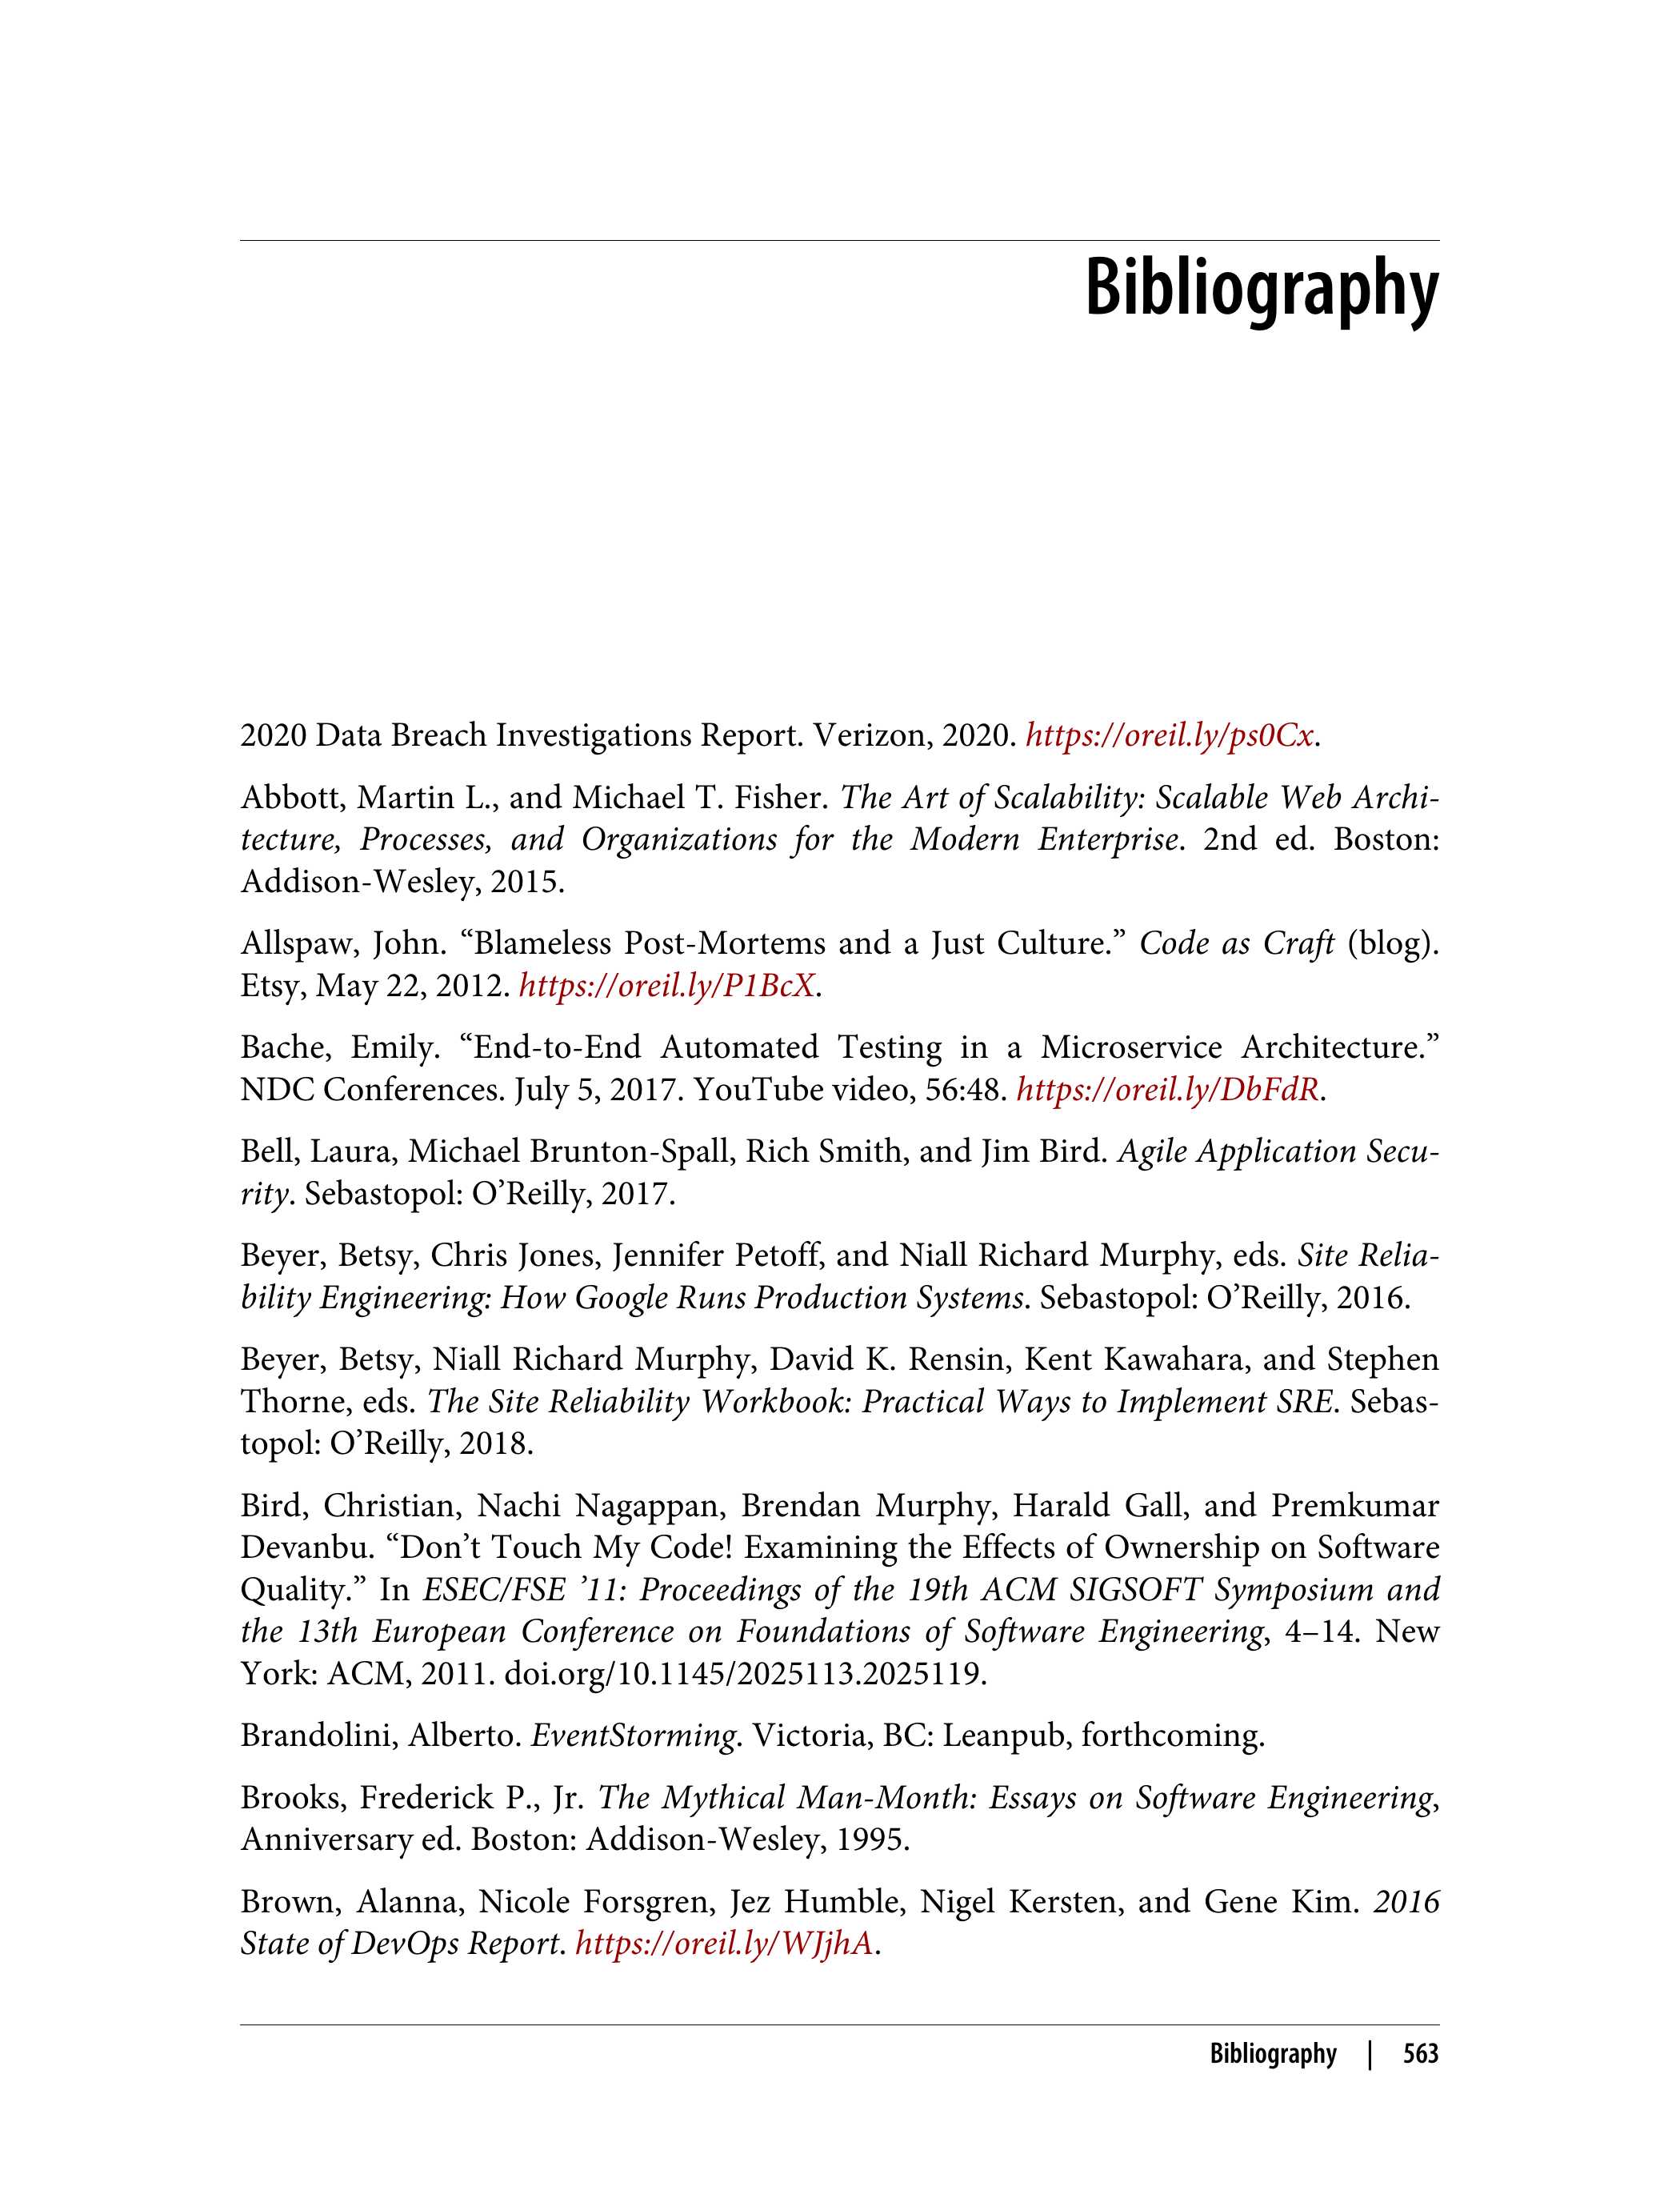 Bibliography
2020 Data Breach Investigations Report. Verizon, 2020. https://oreil.ly/ps0Cx.
Abbott, Martin L., and Michael T. Fisher. The Art of Scalability: Scalable Web Archi-
tecture, Processes, and Organizations for the Modern Enterprise. 2nd ed. Boston:
Addison-Wesley, 2015.
Allspaw, John. “Blameless Post-Mortems and a Just Culture.” Code as Craft (blog).
Etsy, May 22, 2012. https://oreil.ly/P1BcX.
Bache, Emily. “End-to-End Automated Testing in a Microservice Architecture.”
NDC Conferences. July 5, 2017. YouTube video, 56:48. https://oreil.ly/DbFdR.
Bell, Laura, Michael Brunton-Spall, Rich Smith, and Jim Bird. Agile Application Secu-
rity. Sebastopol: O’Reilly, 2017.
Beyer, Betsy, Chris Jones, Jennifer Petoff, and Niall Richard Murphy, eds. Site Relia-
bility Engineering: How Google Runs Production Systems. Sebastopol: O’Reilly, 2016.
Beyer, Betsy, Niall Richard Murphy, David K. Rensin, Kent Kawahara, and Stephen
Thorne, eds. The Site Reliability Workbook: Practical Ways to Implement SRE. Sebas-
topol: O’Reilly, 2018.
Bird, Christian, Nachi Nagappan, Brendan Murphy, Harald Gall, and Premkumar
Devanbu. “Don’t Touch My Code! Examining the Effects of Ownership on Software
Quality.” In ESEC/FSE ’11: Proceedings of the 19th ACM SIGSOFT Symposium and
the 13th European Conference on Foundations of Software Engineering, 4–14. New
York: ACM, 2011. doi.org/10.1145/2025113.2025119.
Brandolini, Alberto. EventStorming. Victoria, BC: Leanpub, forthcoming.
Brooks, Frederick P., Jr. The Mythical Man-Month: Essays on Software Engineering,
Anniversary ed. Boston: Addison-Wesley, 1995.
Brown, Alanna, Nicole Forsgren, Jez Humble, Nigel Kersten, and Gene Kim. 2016
State of DevOps Report. https://oreil.ly/WJjhA.
Bibliography | 563